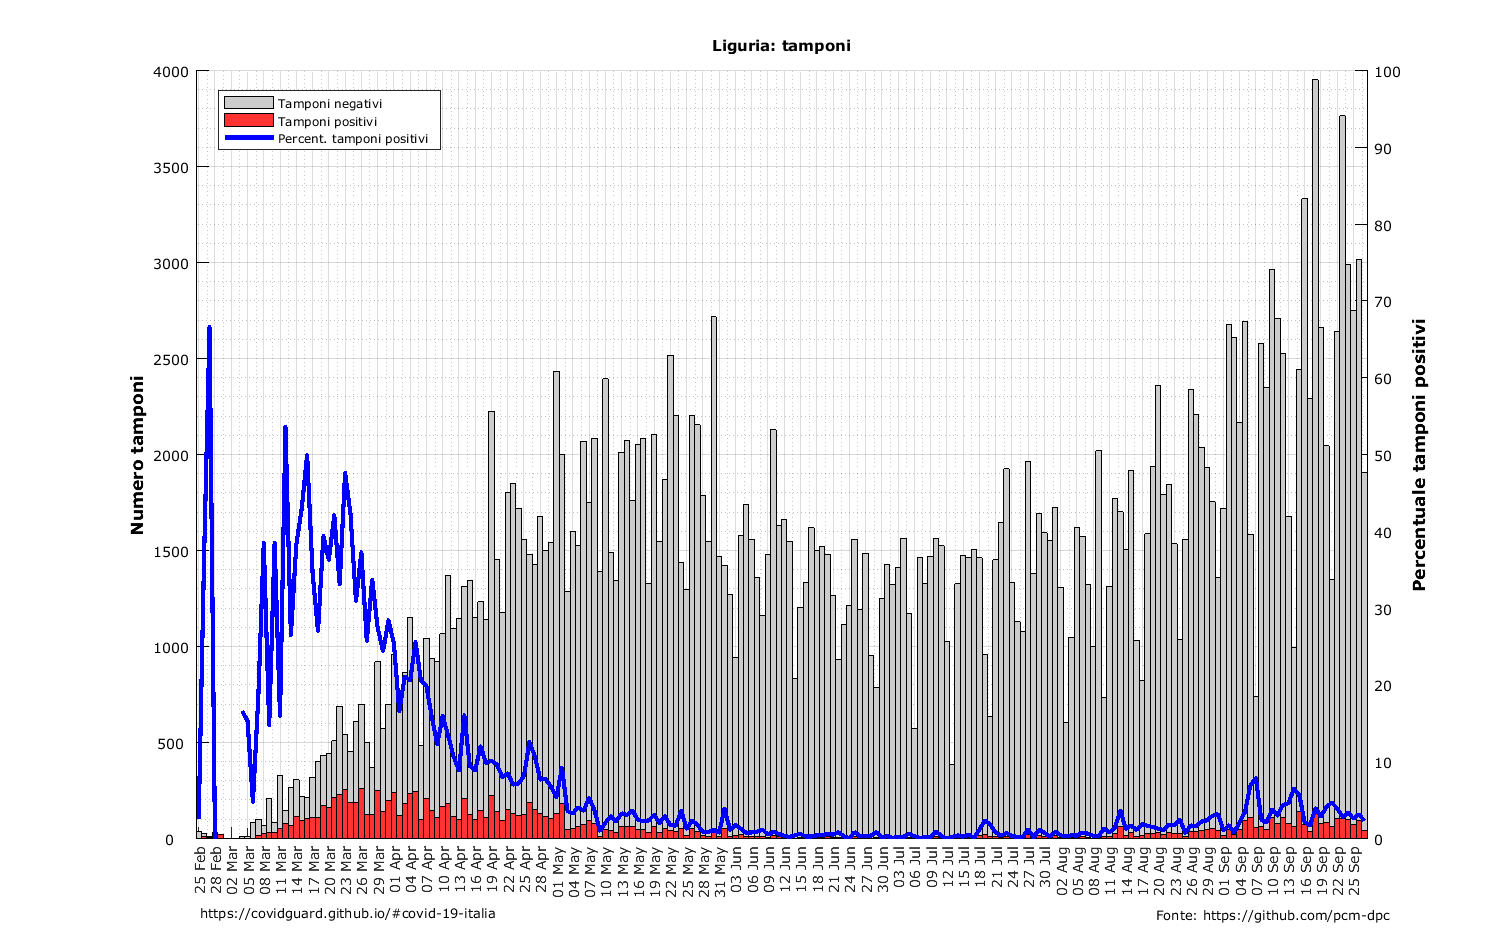 Liguria: tamponi
Tamponi negativi
Tamponi positivi
Percent. tamponi positivi
Numero tamponi
4000
3500
3000
2500
2000
1500
1000
500
0
Percentuale tamponi positivi
100
90
80
70
60
50
40
30
20
10
0
25 Feb
28 Feb
02 Mar
05 Mar
08 Mar
11 Mar
14 Mar
17 Mar
20 Mar
23 Mar
26 Mar
29 Mar
01 Apr
04 Apr
07 Apr
10 Apr
13 Apr
16 Apr
19 Apr
22 Apr
25 Apr
28 Apr
01 May
04 May
07 May
10 May
13 May
16 May
19 May
22 May
25 May
28 May
31 May
03 Jun
06 Jun
09 Jun
12 Jun
15 Jun
18 Jun
21 Jun
24 Jun
27 Jun
30 Jun
03 Jul
06 Jul
09 Jul
12 Jul
15 Jul
18 Jul
21 Jul
24 Jul
27 Jul
30 Jul
02 Aug
05 Aug
08 Aug
11 Aug
14 Aug
17 Aug
20 Aug
23 Aug
26 Aug
29 Aug
01 Sep
04 Sep
07 Sep
10 Sep
13 Sep
16 Sep
19 Sep
22 Sep
25 Sep
https://covidguard.github.io/#covid-19-italia
Fonte: https://github.com/pcm-dpc